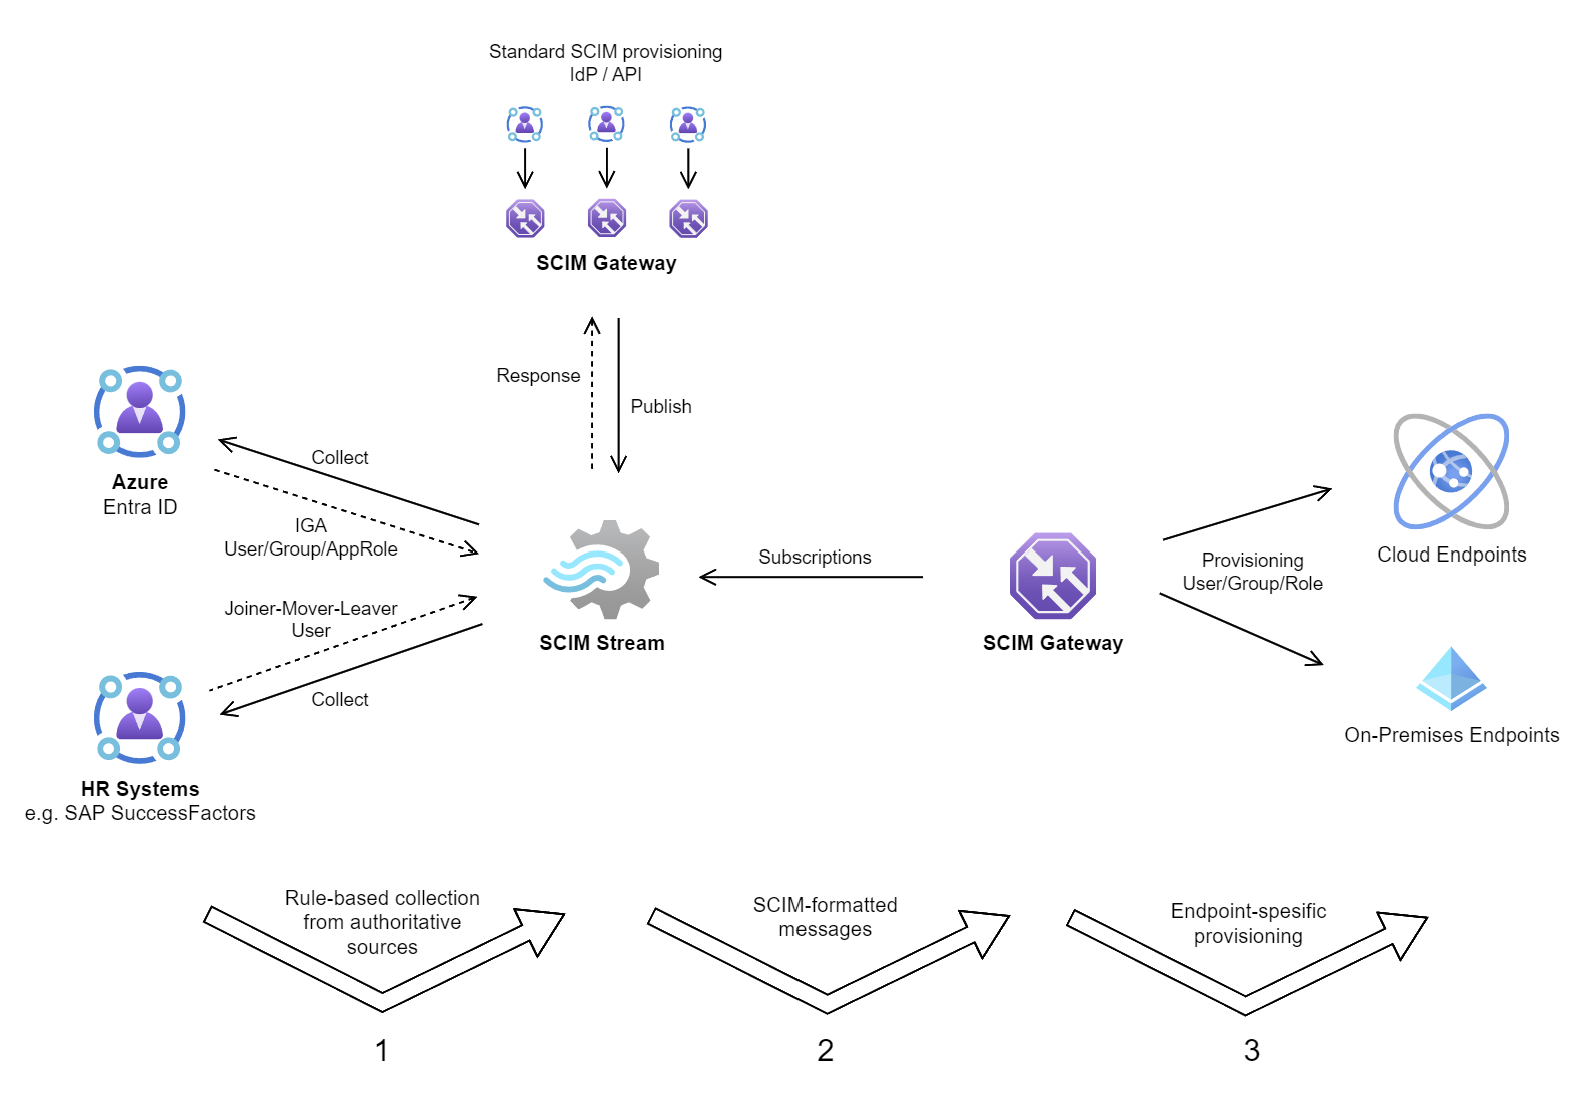 Standard SCIM provisioning
IdP / API
SCIM Gateway
Response
Publish
Collect
Azure
Entra ID
IGA
User/Group/AppRole
Joiner-Mover-Leaver
User
Collect
HR Systems
e.g. SAP SuccessFactors
SCIM Stream
Subscriptions
SCIM Gateway
Provisioning
User/Group/Role
Cloud Endpoints
On-Premises Endpoints
Rule-based collection
from authoritative
sources
1
SCIM-formatted
messages
2
Endpoint-spesific
provisioning
3